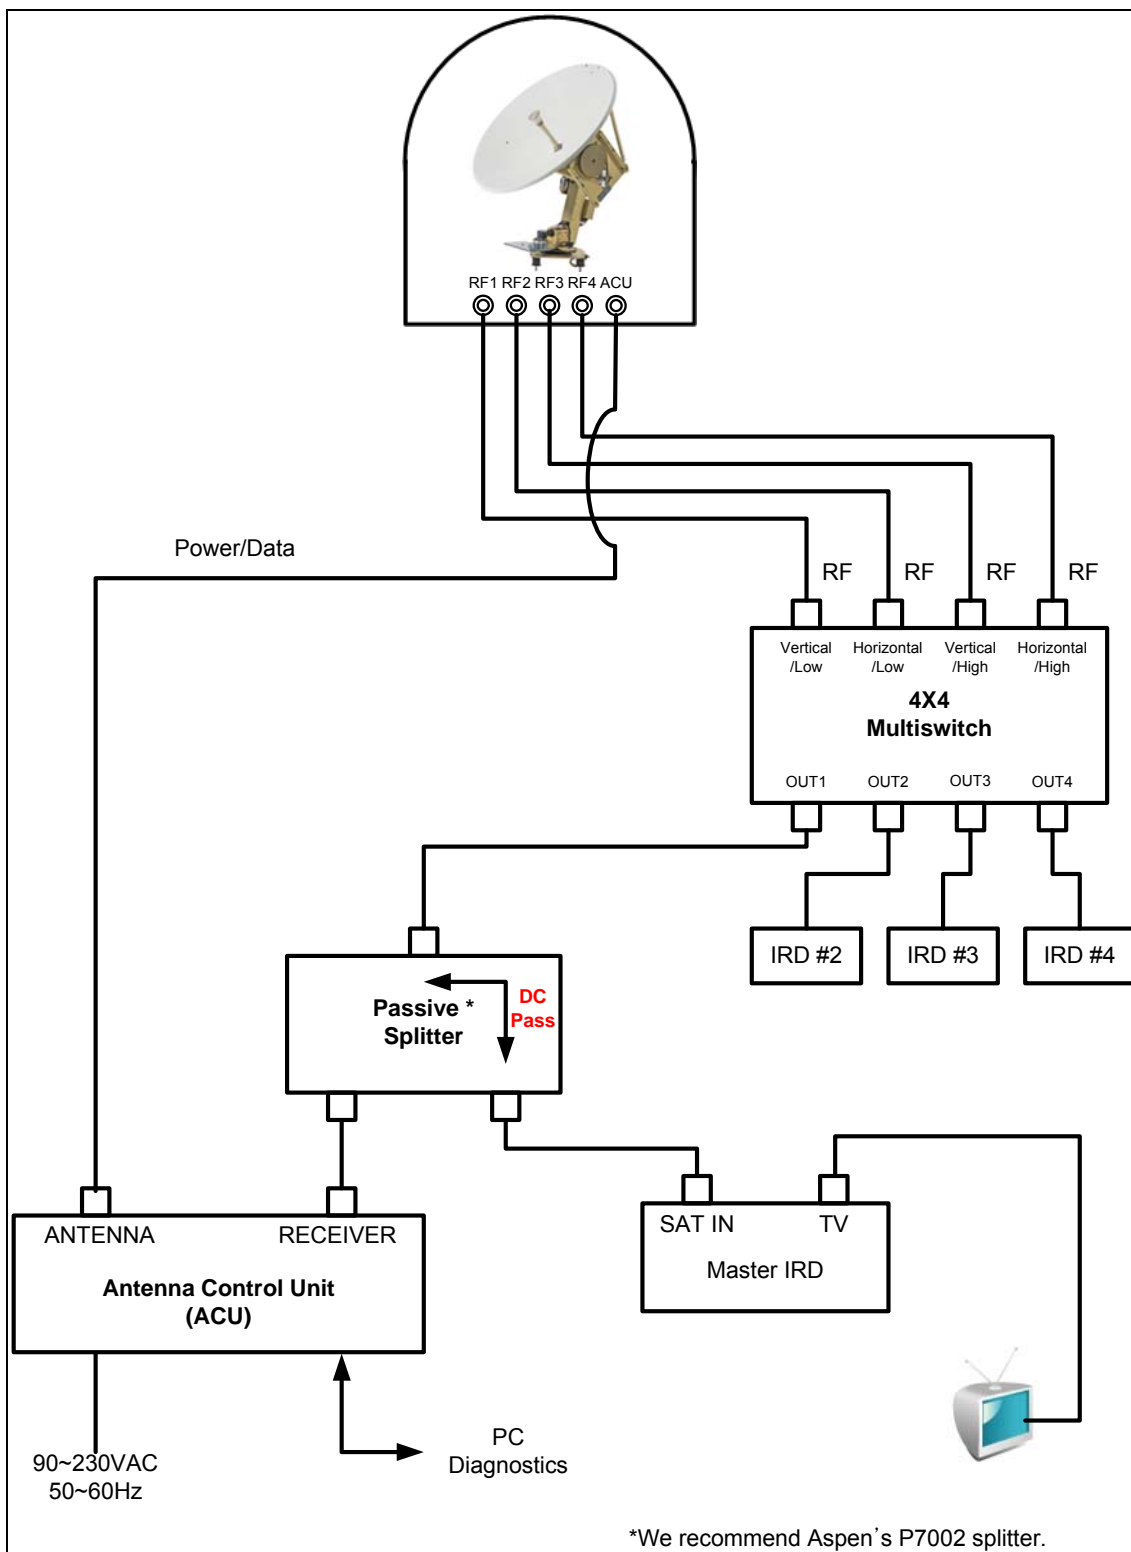 RF1 RF2 RF3 RF4 ACU
Power/Data
RF RF RF RF
Vertical
/Low
Horizontal
/Low
Vertical
/High
Horizontal
/High
4X4
Multiswitch
OUT1 OUT2 OUT3 OUT4
IRD #2 IRD #3 IRD #4
Passive *
Splitter
DC
Pass
ANTENNA RECEIVER
Antenna Control Unit
(ACU)
SAT IN TV
Master IRD
90~230VAC
50~60Hz
PC
Diagnostics
*We recommend Aspen's P7002 splitter.